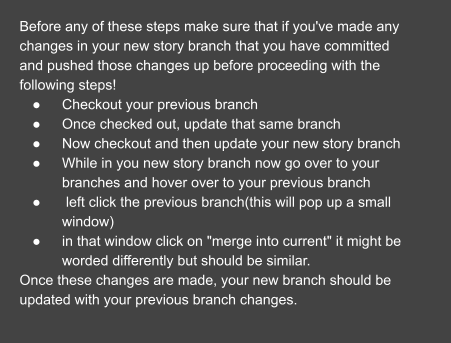 Before any of these steps make sure that if you've made any
changes in your new story branch that you have committed
and pushed those changes up before proceeding with the
following steps!
● Checkout your previous branch
● Once checked out, update that same branch
● Now checkout and then update your new story branch
● While in you new story branch now go over to your
branches and hover over to your previous branch
● left click the previous branch(this will pop up a small
window)
● in that window click on "merge into current" it might be
worded differently but should be similar.
Once these changes are made, your new branch should be
updated with your previous branch changes.